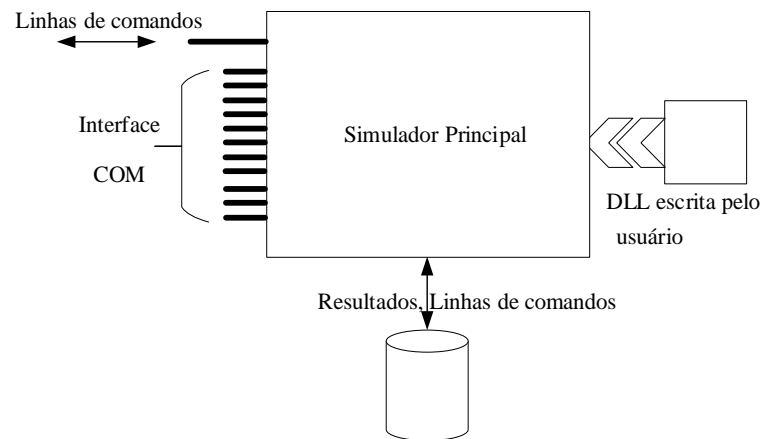 Linhas de comandos
Interface
COM
Simulador Principal
DLL escrita pelo
usuário
Resultados, Linhas de comandos